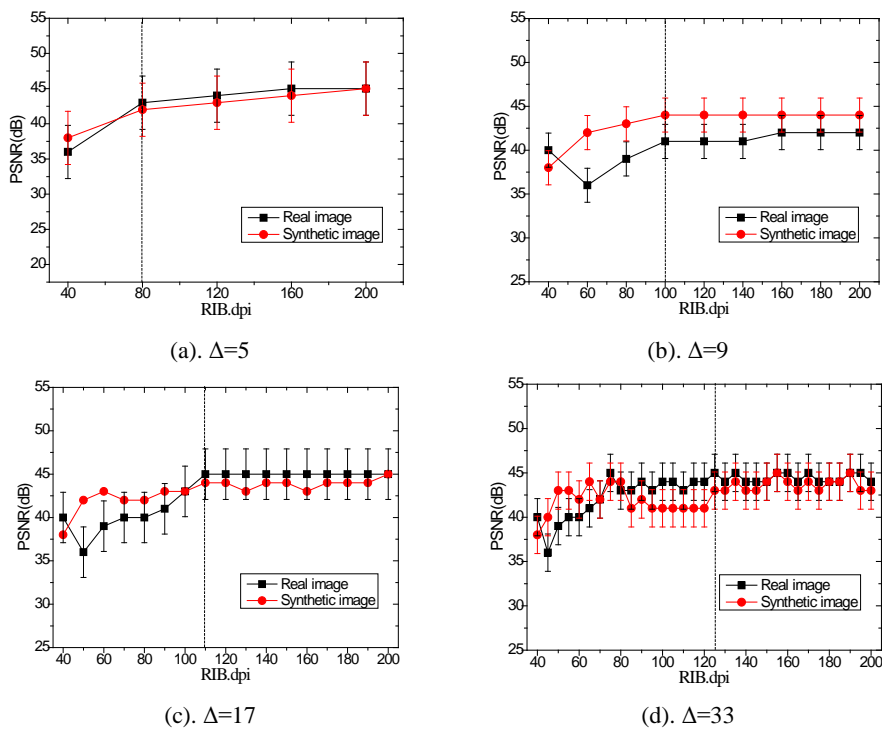 55
50
45
40
35
30
25
20
PSNR(dB)
Real image
Synthetic image
40 80 120 160 200
RIB.dpi
(a). Δ=5
55
50
45
40
35
30
25
PSNR(dB)
Real image
Synthetic image
40 60 80 100 120 140 160 180 200
RIB.dpi
(b). Δ=9
55
50
45
40
35
30
25
PSNR(dB)
Real image
Synthetic image
40 60 80 100 120 140 160 180 200
RIB.dpi
(c). Δ=17
55
50
45
40
35
30
25
PSNR(dB)
Real image
Synthetic image
40 60 80 100 120 140 160 180 200
RIB.dpi
(d). Δ=33